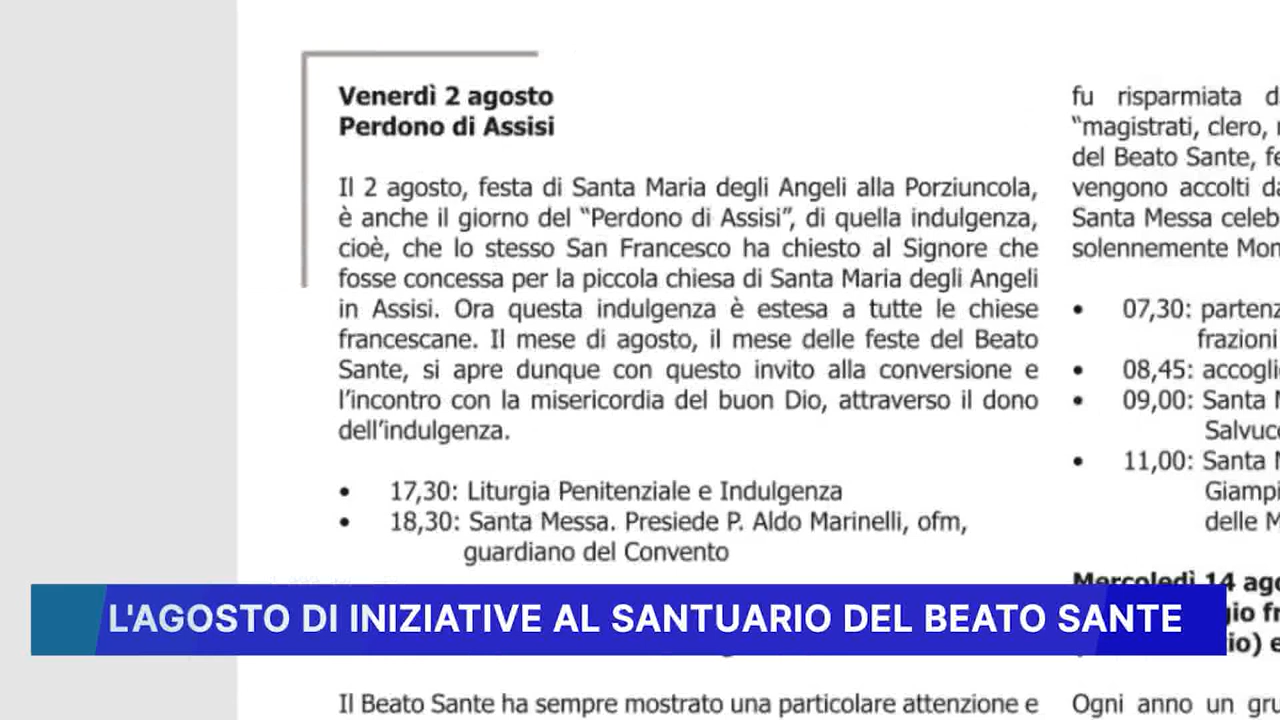 Venerdì 2 agosto
Perdono di Assisi
Il 2 agosto, festa di Santa Maria degli Angeli alla Porziuncola,
è anche il giorno del “Perdono di Assisi”, di quella indulgenza,
cioè, che lo stesso San Francesco ha chiesto al Signore che
fosse concessa per la piccola chiesa di Santa Maria degli Angeli
in Assisi. Ora questa indulgenza è estesa a tutte le chiese
francescane. Il mese di agosto, il mese delle feste del Beato
Sante, si apre dunque con questo invito alla conversione e
l’incontro con la misericordia del buon Dio, attraverso il dono
dell’indulgenza.
• 17,30: Liturgia Penitenziale e Indulgenza
• 18,30: Santa Messa. Presiede P. Aldo Marinelli, ofm,
guardiano del Convento
Il Beato Sante ha sempre mostrato una particolare attenzione e
fu risparmiata
“magistrati, clero,
del Beato Sante,
vengono accolti
Santa Messa
solennemente
• 07,30:
frazioni
• 08,45:
• 09,00: Santa
• 11,00: Santa
delle
Mercoledì 14
Ogni anno un
L'AGOSTO DI INIZIATIVE AL SANTUARIO DEL BEATO SANTE